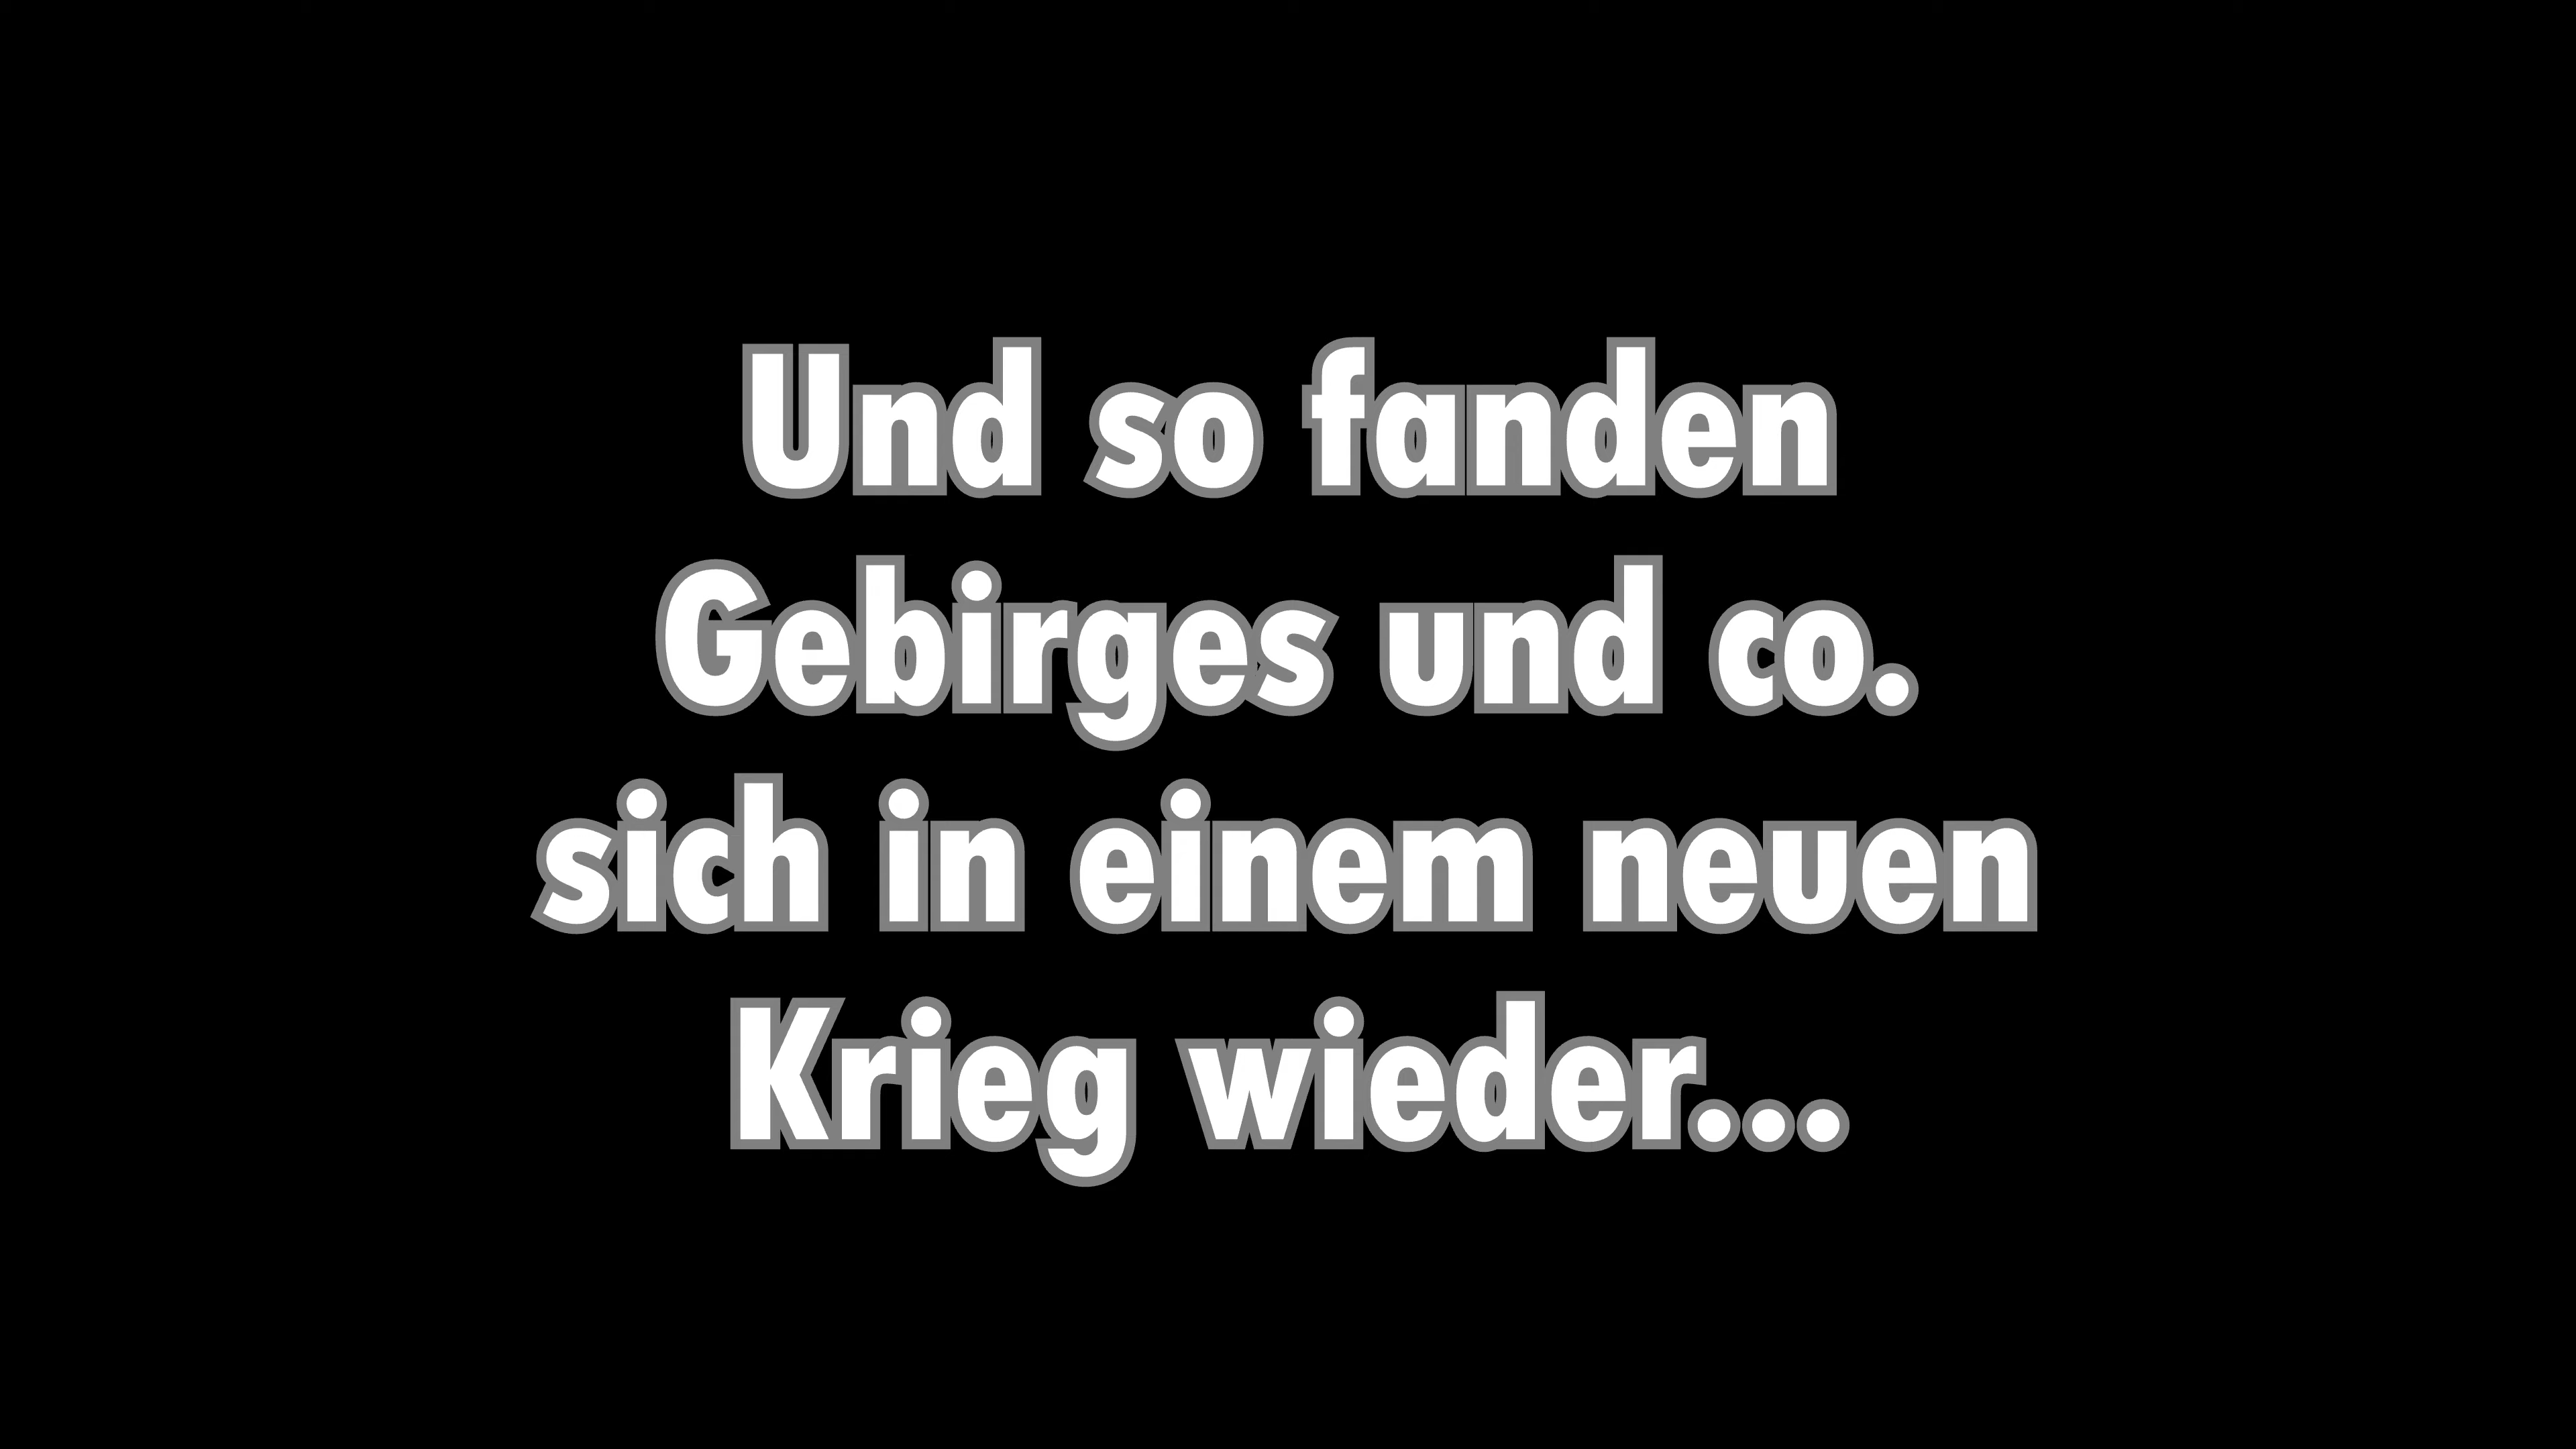 Und so fanden
Gebirges und co.
sich in einem neuen
Krieg wieder...